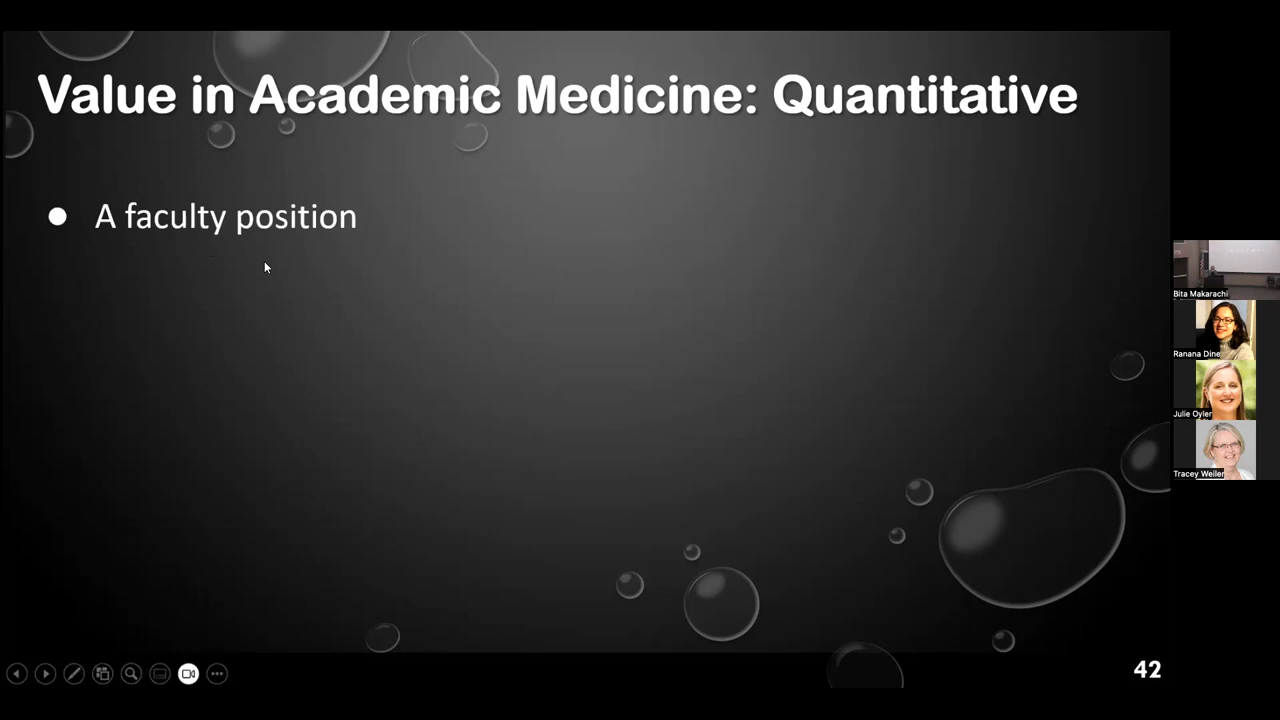 Value in Academic Medicine: Quantitative
● A faculty position
Bita Makarachi
Ranana Dine
Julie Oyler
Tracey Weiler
42